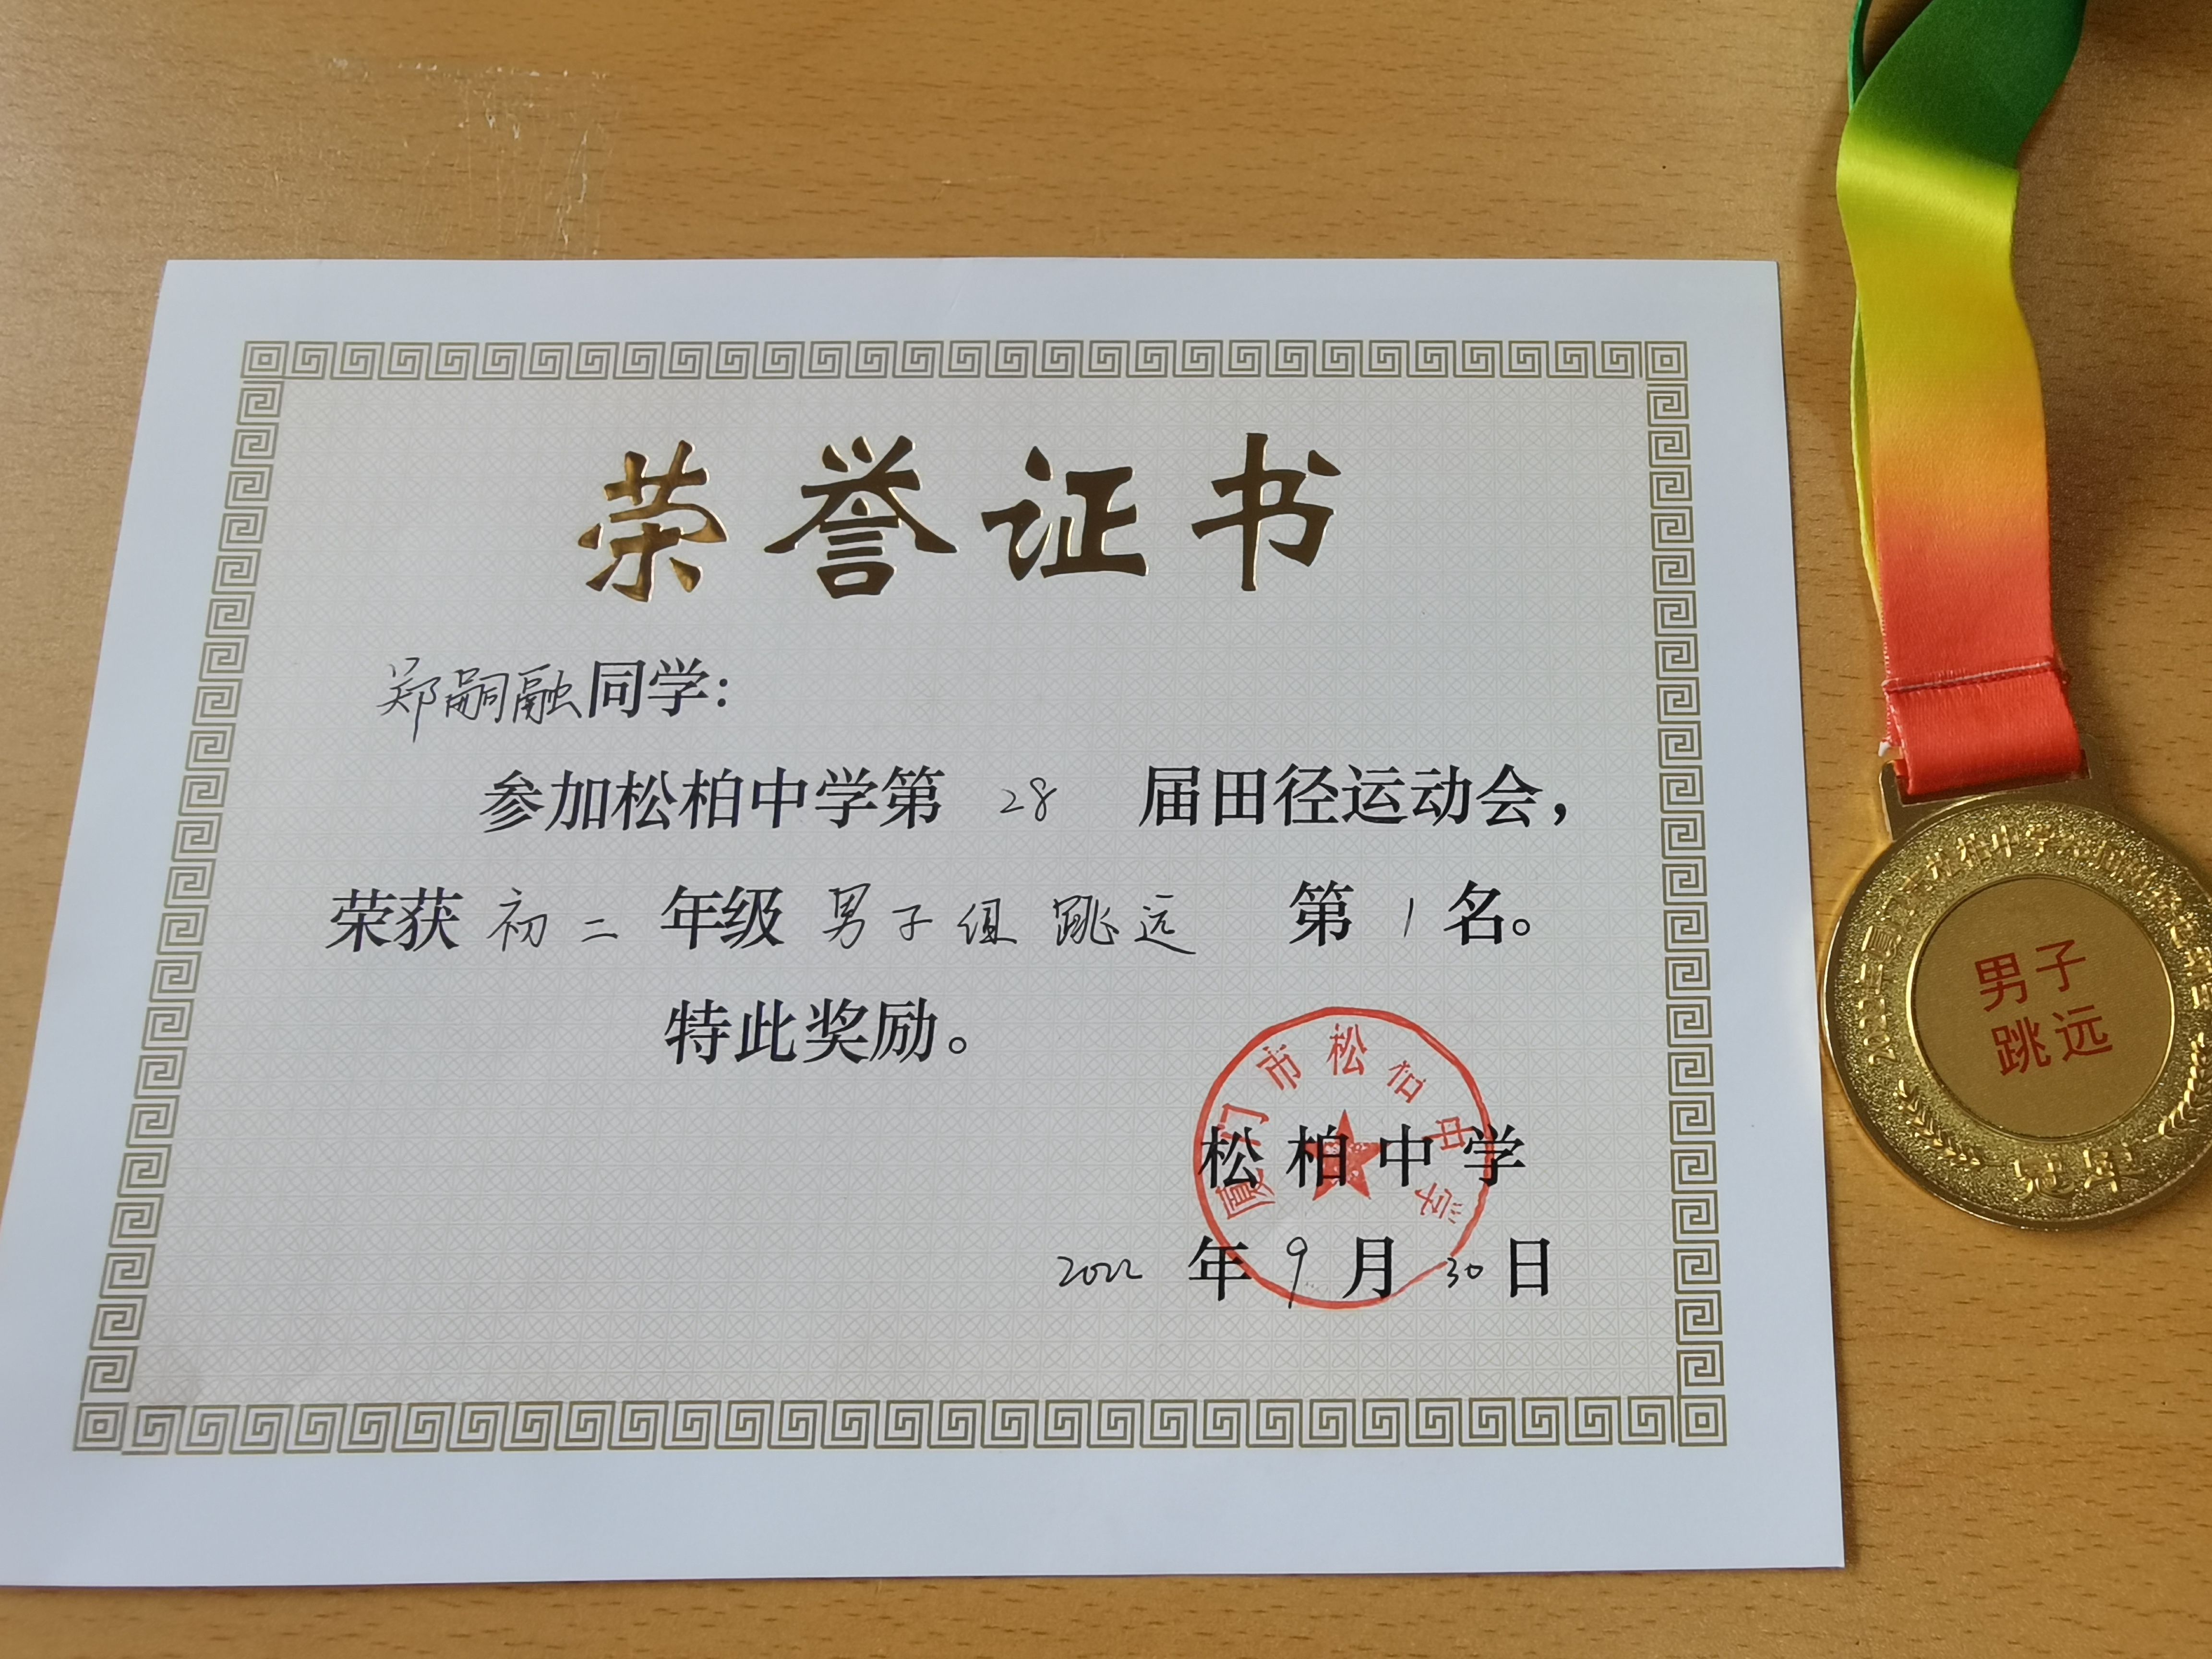 荣誉证书
郑嗣融同学：
参加松柏中学第 28 届田径运动会，
荣获 初二 年级 男子组 跳远 第 1 名。
特此奖励。
厦门市松柏中学
松柏中学
2022 年 9 月 30 日
男子
跳远
冠军